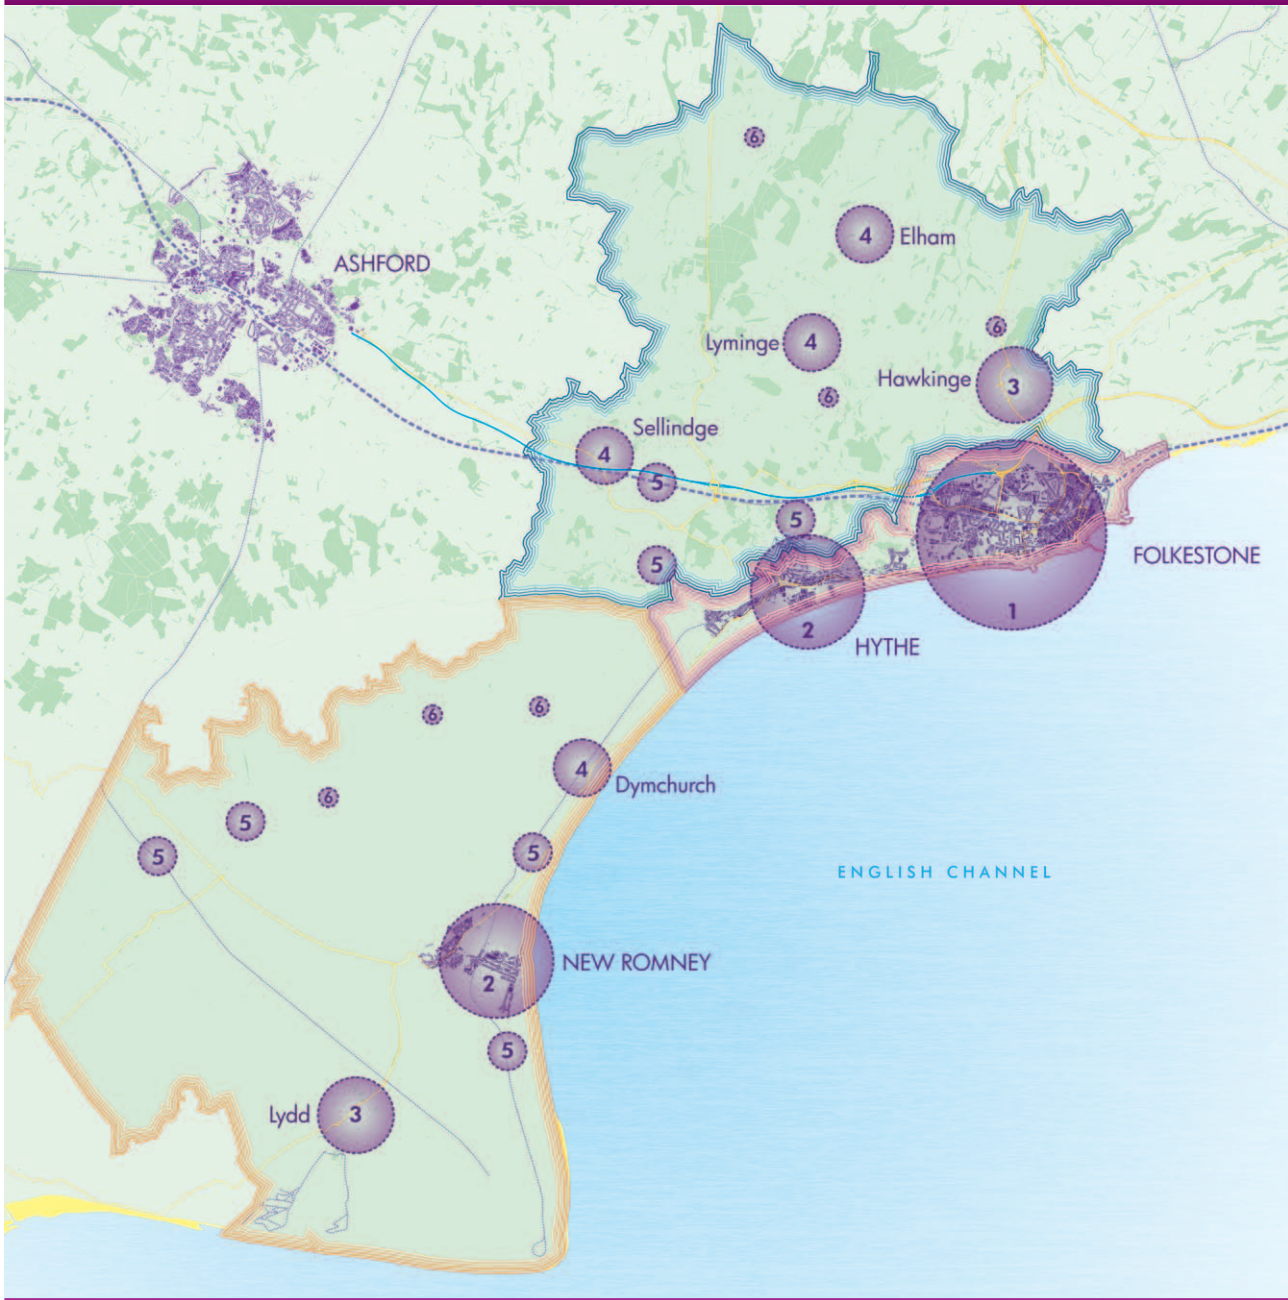 6
4 Elham
ASHFORD
6
Lyminge 4
Hawkinge 3
6
Sellindge
4
5
5
FOLKESTONE
5
1
2
HYTHE
6
6
4
Dymchurch
6
5
5
5
ENGLISH CHANNEL
NEW ROMNEY
2
5
Lydd 3